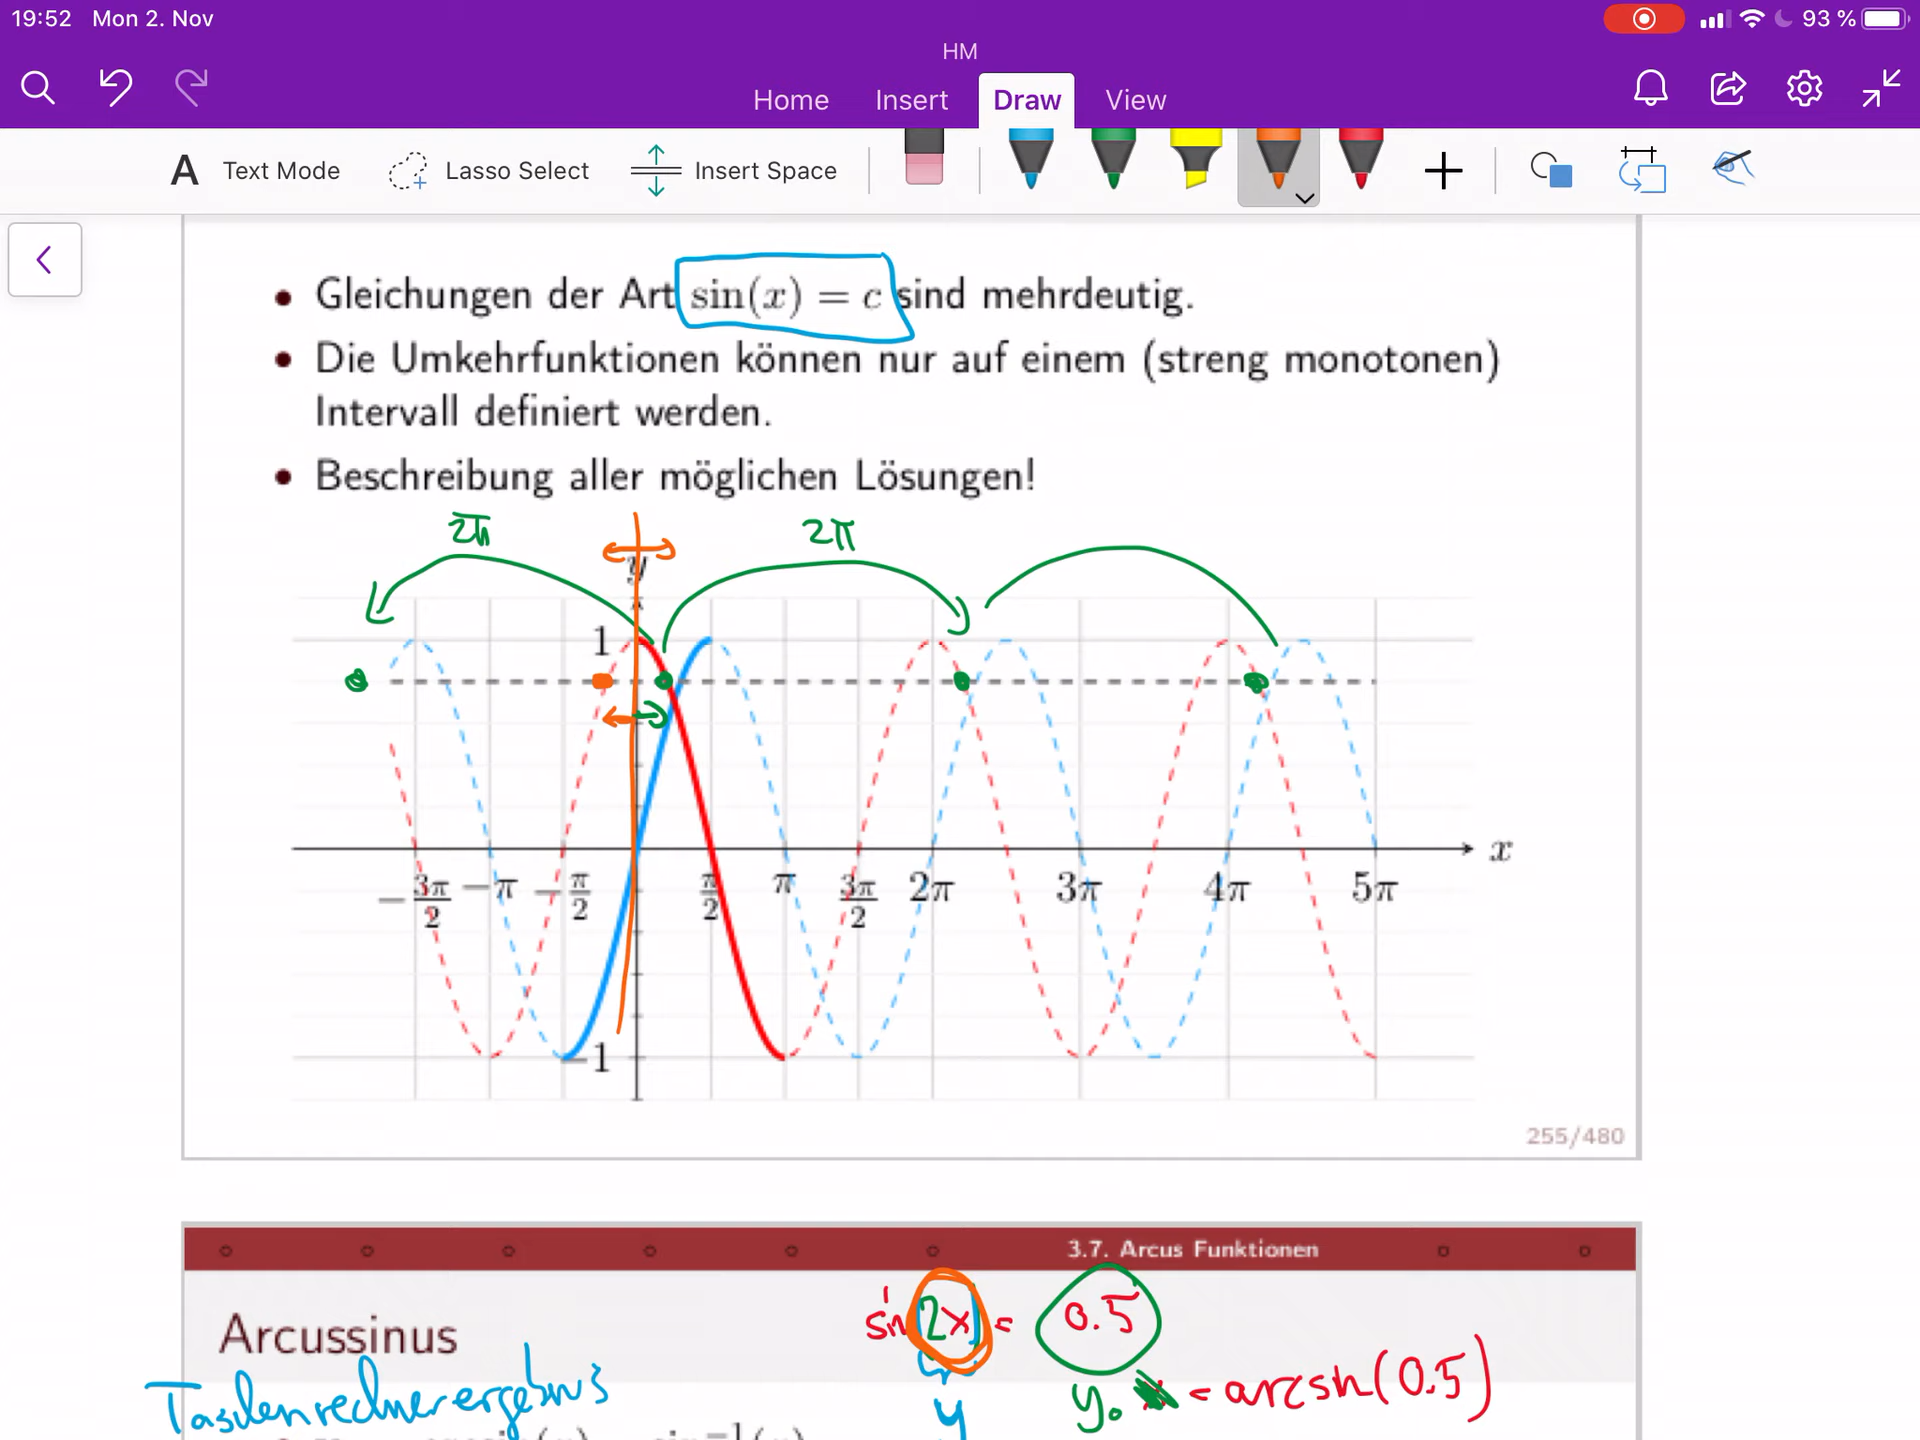 19:52 Mon 2. Nov
93 %
HM
Home Insert Draw View
A Text Mode Lasso Select Insert Space
• Gleichungen der Art sin(x) = c sind mehrdeutig.
• Die Umkehrfunktionen können nur auf einem (streng monotonen)
Intervall definiert werden.
• Beschreibung aller möglichen Lösungen!
2π 2π
y
1
x
−3π/2 −π −π/2 π/2 π 3π/2 2π 3π 4π 5π
−1
255/480
3.7. Arcus Funktionen
Arcussinus
sin(2x) = 0.5
Taschenrechnerergebnis
y
y₀ = arcsin(0.5)